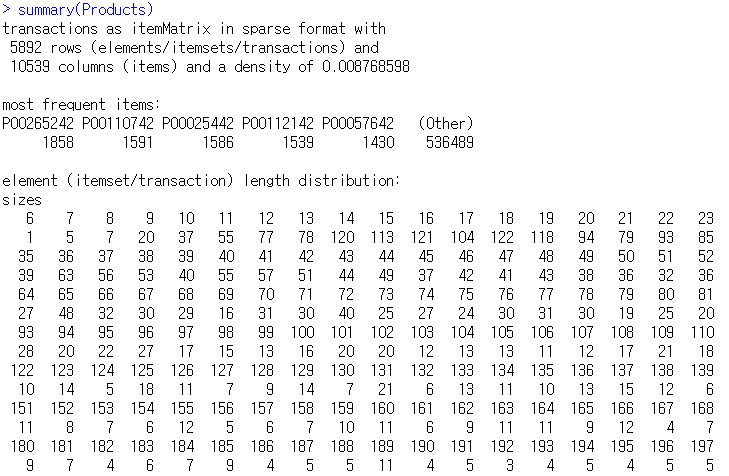 > summary(Products)
transactions as itemMatrix in sparse format with
5892 rows (elements/itemsets/transactions) and
10539 columns (items) and a density of 0.008768598
most frequent items:
P00265242 P00110742 P00025442 P00112142 P00057642 (Other)
1858 1591 1586 1539 1430 536489
element (itemset/transaction) length distribution:
sizes
6 7 8 9 10 11 12 13 14 15 16 17 18 19 20 21 22 23
1 5 7 20 37 55 77 78 120 113 121 104 122 118 94 79 93 85
35 36 37 38 39 40 41 42 43 44 45 46 47 48 49 50 51 52
39 63 56 53 40 55 57 51 44 49 37 42 41 43 38 36 32 36
64 65 66 67 68 69 70 71 72 73 74 75 76 77 78 79 80 81
27 48 32 30 29 16 31 30 40 25 27 24 30 31 30 19 25 20
93 94 95 96 97 98 99 100 101 102 103 104 105 106 107 108 109 110
28 20 22 27 17 15 13 16 20 20 12 13 13 11 12 17 21 18
122 123 124 125 126 127 128 129 130 131 132 133 134 135 136 137 138 139
10 14 5 18 11 7 9 14 7 21 6 13 11 10 13 15 12 6
151 152 153 154 155 156 157 158 159 160 161 162 163 164 165 166 167 168
11 8 7 6 12 5 6 7 10 11 6 9 11 11 9 12 4 7
180 181 182 183 184 185 186 187 188 189 190 191 192 193 194 195 196 197
9 7 4 6 7 9 4 5 5 11 4 5 3 4 5 4 5 5